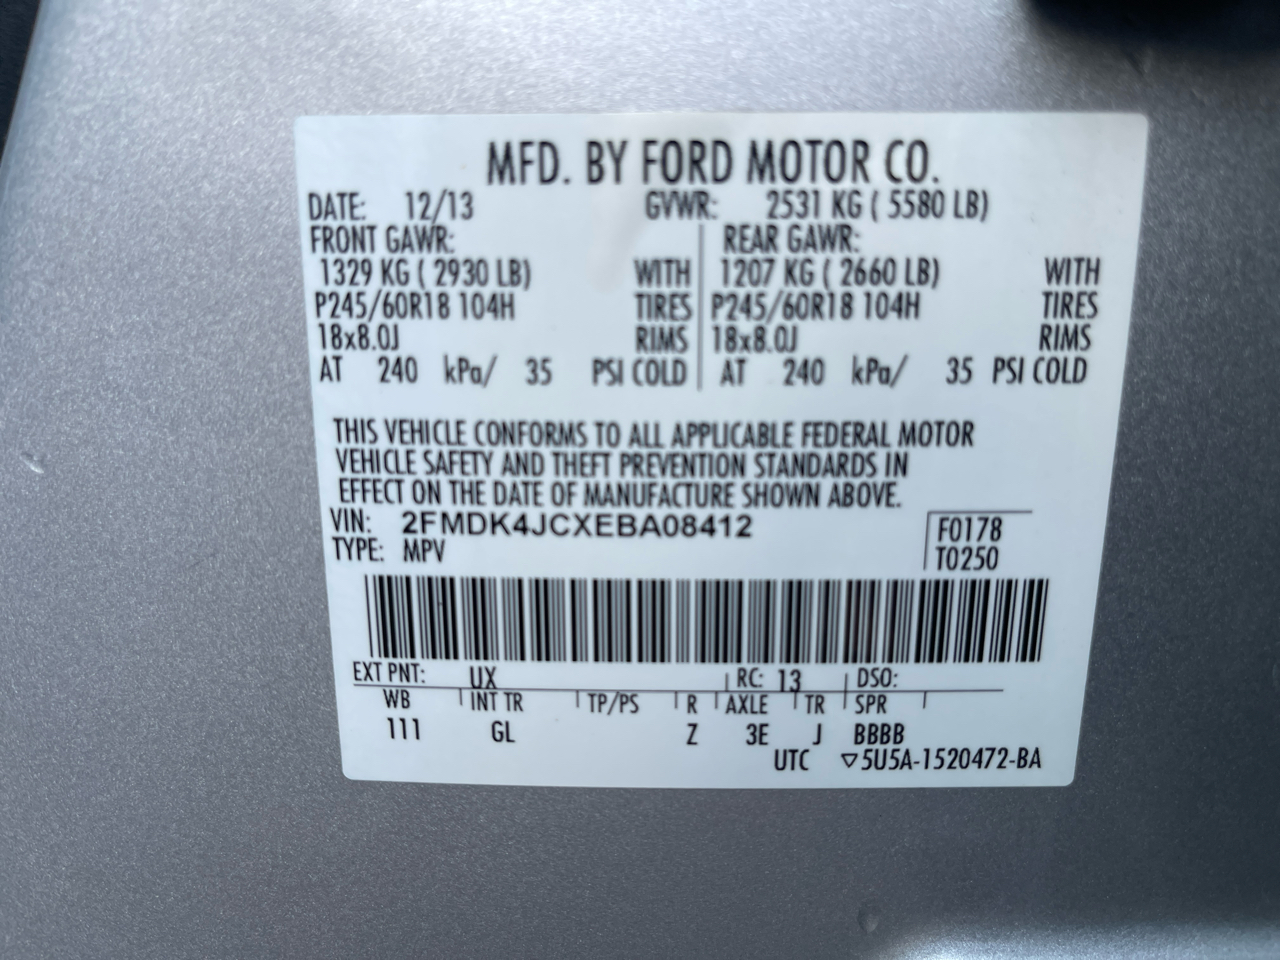 MFD. BY FORD MOTOR CO.
DATE: 12/13 GVWR: 2531 KG ( 5580 LB)
FRONT GAWR: REAR GAWR:
1329 KG ( 2930 LB) WITH 1207 KG ( 2660 LB) WITH
P245/60R18 104H TIRES P245/60R18 104H TIRES
18x8.0J RIMS 18x8.0J RIMS
AT 240 kPa/ 35 PSI COLD AT 240 kPa/ 35 PSI COLD
THIS VEHICLE CONFORMS TO ALL APPLICABLE FEDERAL MOTOR
VEHICLE SAFETY AND THEFT PREVENTION STANDARDS IN
EFFECT ON THE DATE OF MANUFACTURE SHOWN ABOVE.
VIN: 2FMDK4JCXEBA08412 F0178
TYPE: MPV T0250
EXT PNT: UX RC: 13 DSO:
WB INT TR TP/PS R AXLE TR SPR
111 GL Z 3E J BBBB
UTC ▽5U5A-1520472-BA